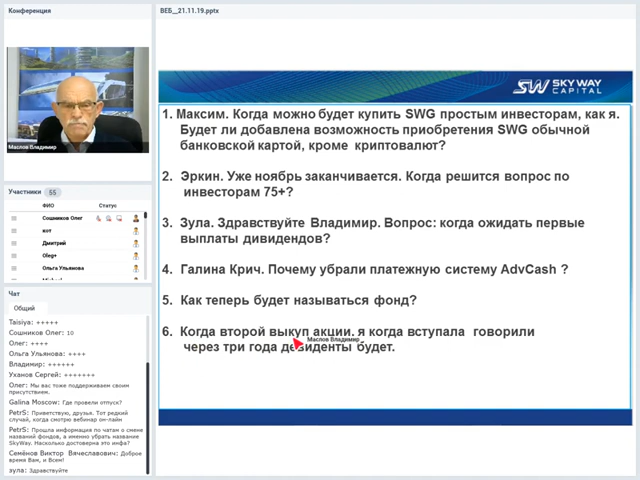 Конференция
ВЕБ__21.11.19.pptx
Маслов Владимир
Участники 55
ФИО Статус
Сошников Олег
кот
Дмитрий
Oleg+
Ольга Ульянова
Чат
Общий
Taisiya: +++++
Сошников Олег: 10
Олег: ++++
Ольга Ульянова: ++++
Владимир: ++++++
Уханов Сергей: +++++++
Олег: Мы вас тоже поддерживаем своим
присутствием.
Galina Moscow: Где провели отпуск?
PetrS: Приветствую, друзья. Тот редкий
случай, когда смотрю вебинар он-лайн
PetrS: Прошла информация по чатам о смене
названий фондов, а именно убрать название
SkyWay. Насколько достоверна это инфа?
Семёнов Виктор Вячеславович: Доброе
время Вам, и Всем!
зула: Здравствуйте
SW SKY WAY
CAPITAL
1. Максим. Когда можно будет купить SWG простым инвесторам, как я.
Будет ли добавлена возможность приобретения SWG обычной
банковской картой, кроме криптовалют?
2. Эркин. Уже ноябрь заканчивается. Когда решится вопрос по
инвесторам 75+?
3. Зула. Здравствуйте Владимир. Вопрос: когда ожидать первые
выплаты дивидендов?
4. Галина Крич. Почему убрали платежную систему AdvCash ?
5. Как теперь будет называться фонд?
6. Когда второй выкуп акции. я когда вступала говорили
Маслов Владимир
через три года девиденты будет.